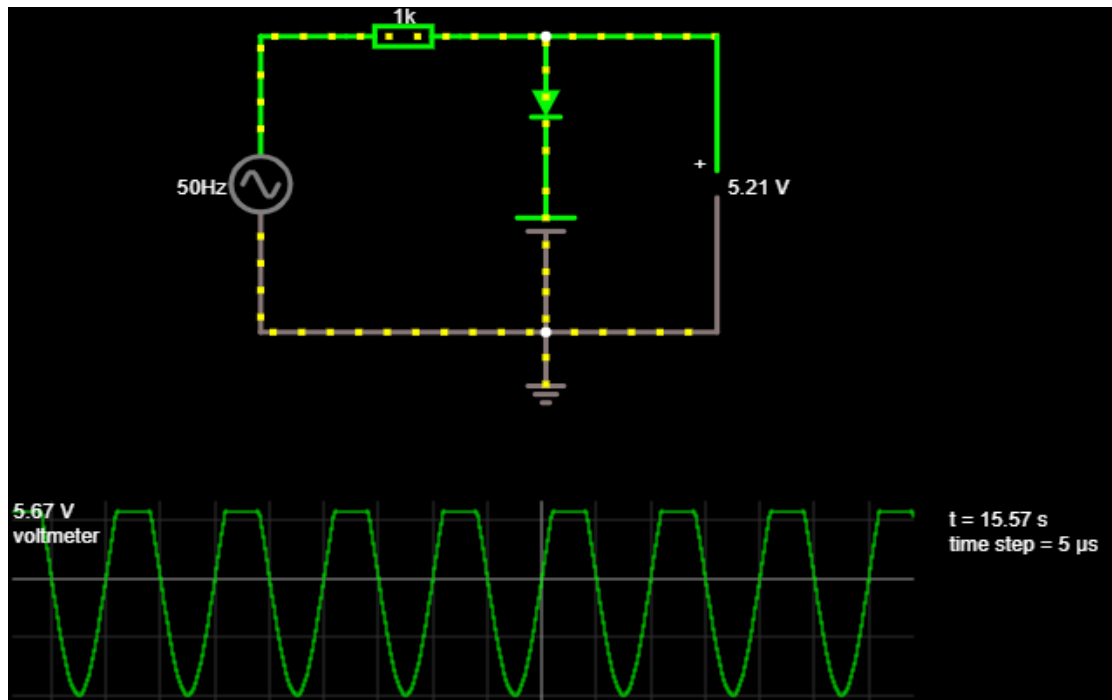 1k
50Hz
+
5.21 V
5.67 V
voltmeter
t = 15.57 s
time step = 5 µs